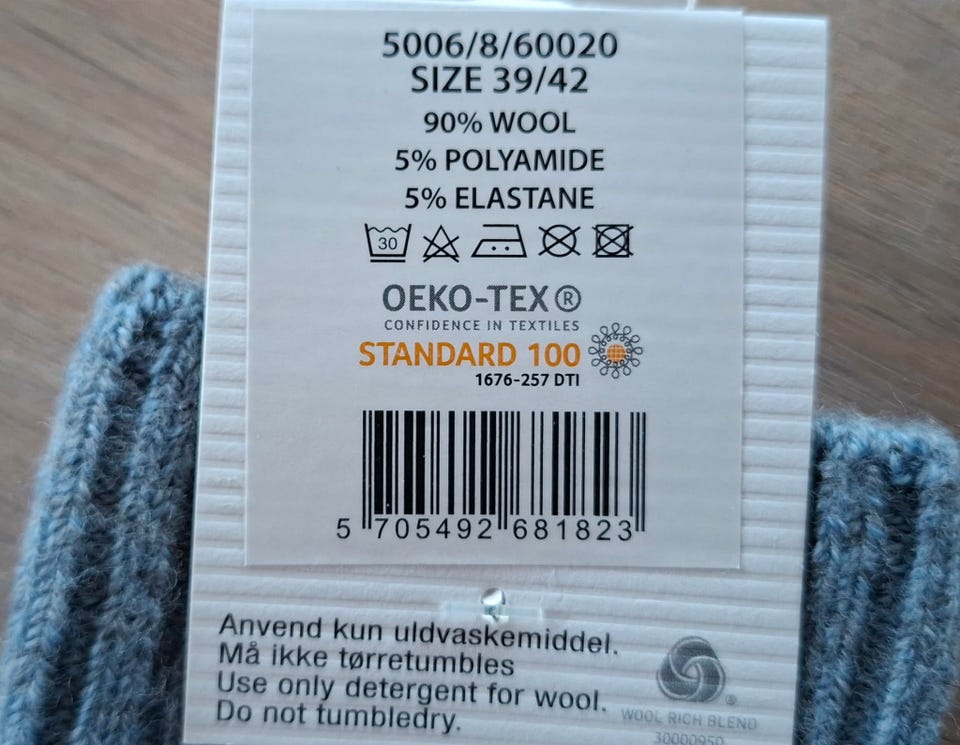 5006/8/60020
SIZE 39/42
90% WOOL
5% POLYAMIDE
5% ELASTANE
30
OEKO-TEX®
CONFIDENCE IN TEXTILES
STANDARD 100
1676-257 DTI
5 705492 681823
Anvend kun uldvaskemiddel.
Må ikke tørretumbles
Use only detergent for wool.
Do not tumbledry.
®
WOOL RICH BLEND
30000950